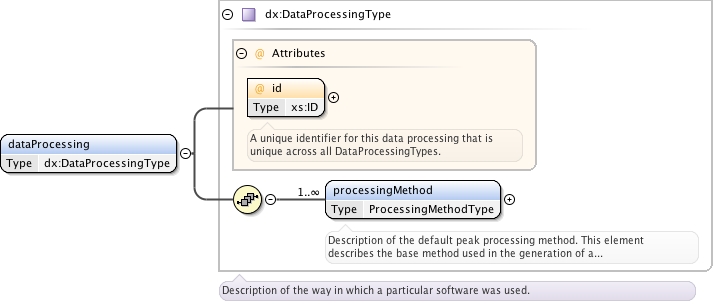 dx:DataProcessingType
@ Attributes
@ id
Type xs:ID
A unique identifier for this data processing that is
unique across all DataProcessingTypes.
dataProcessing
Type dx:DataProcessingType
1..∞
processingMethod
Type ProcessingMethodType
Description of the default peak processing method. This element
describes the base method used in the generation of a...
Description of the way in which a particular software was used.